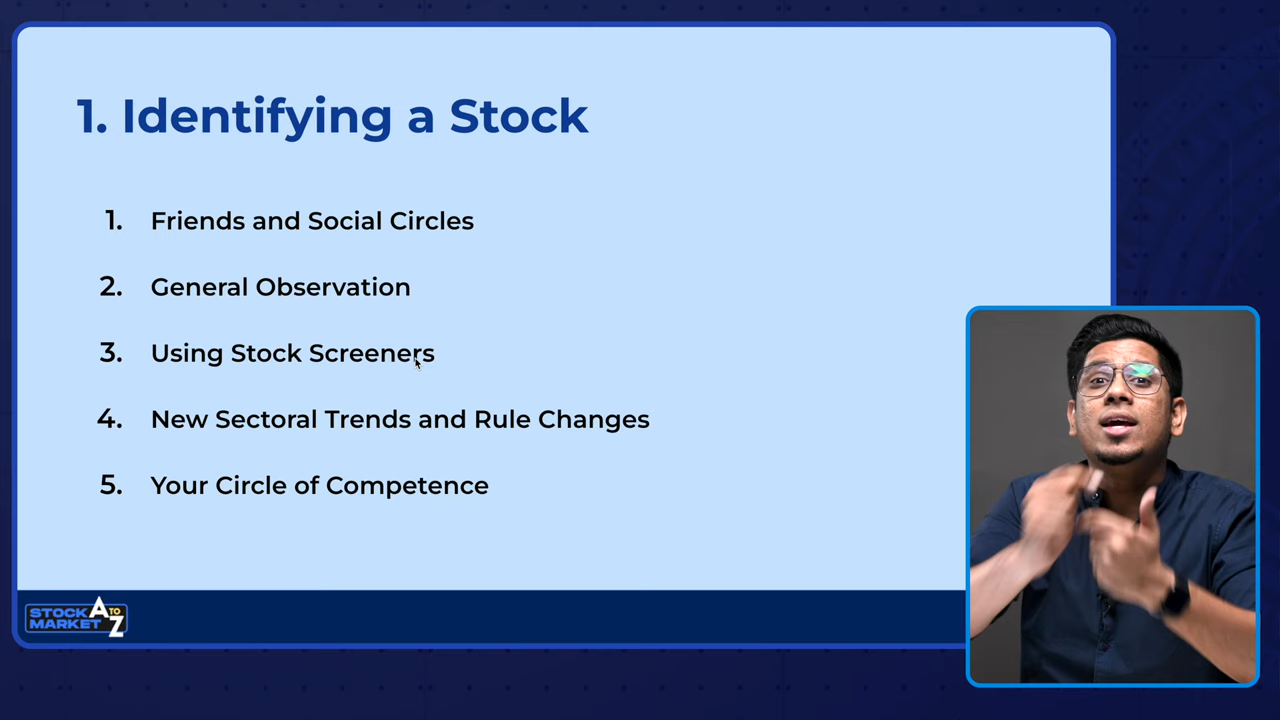 1. Identifying a Stock
1. Friends and Social Circles
2. General Observation
3. Using Stock Screeners
4. New Sectoral Trends and Rule Changes
5. Your Circle of Competence
STOCK A TO Z
MARKET